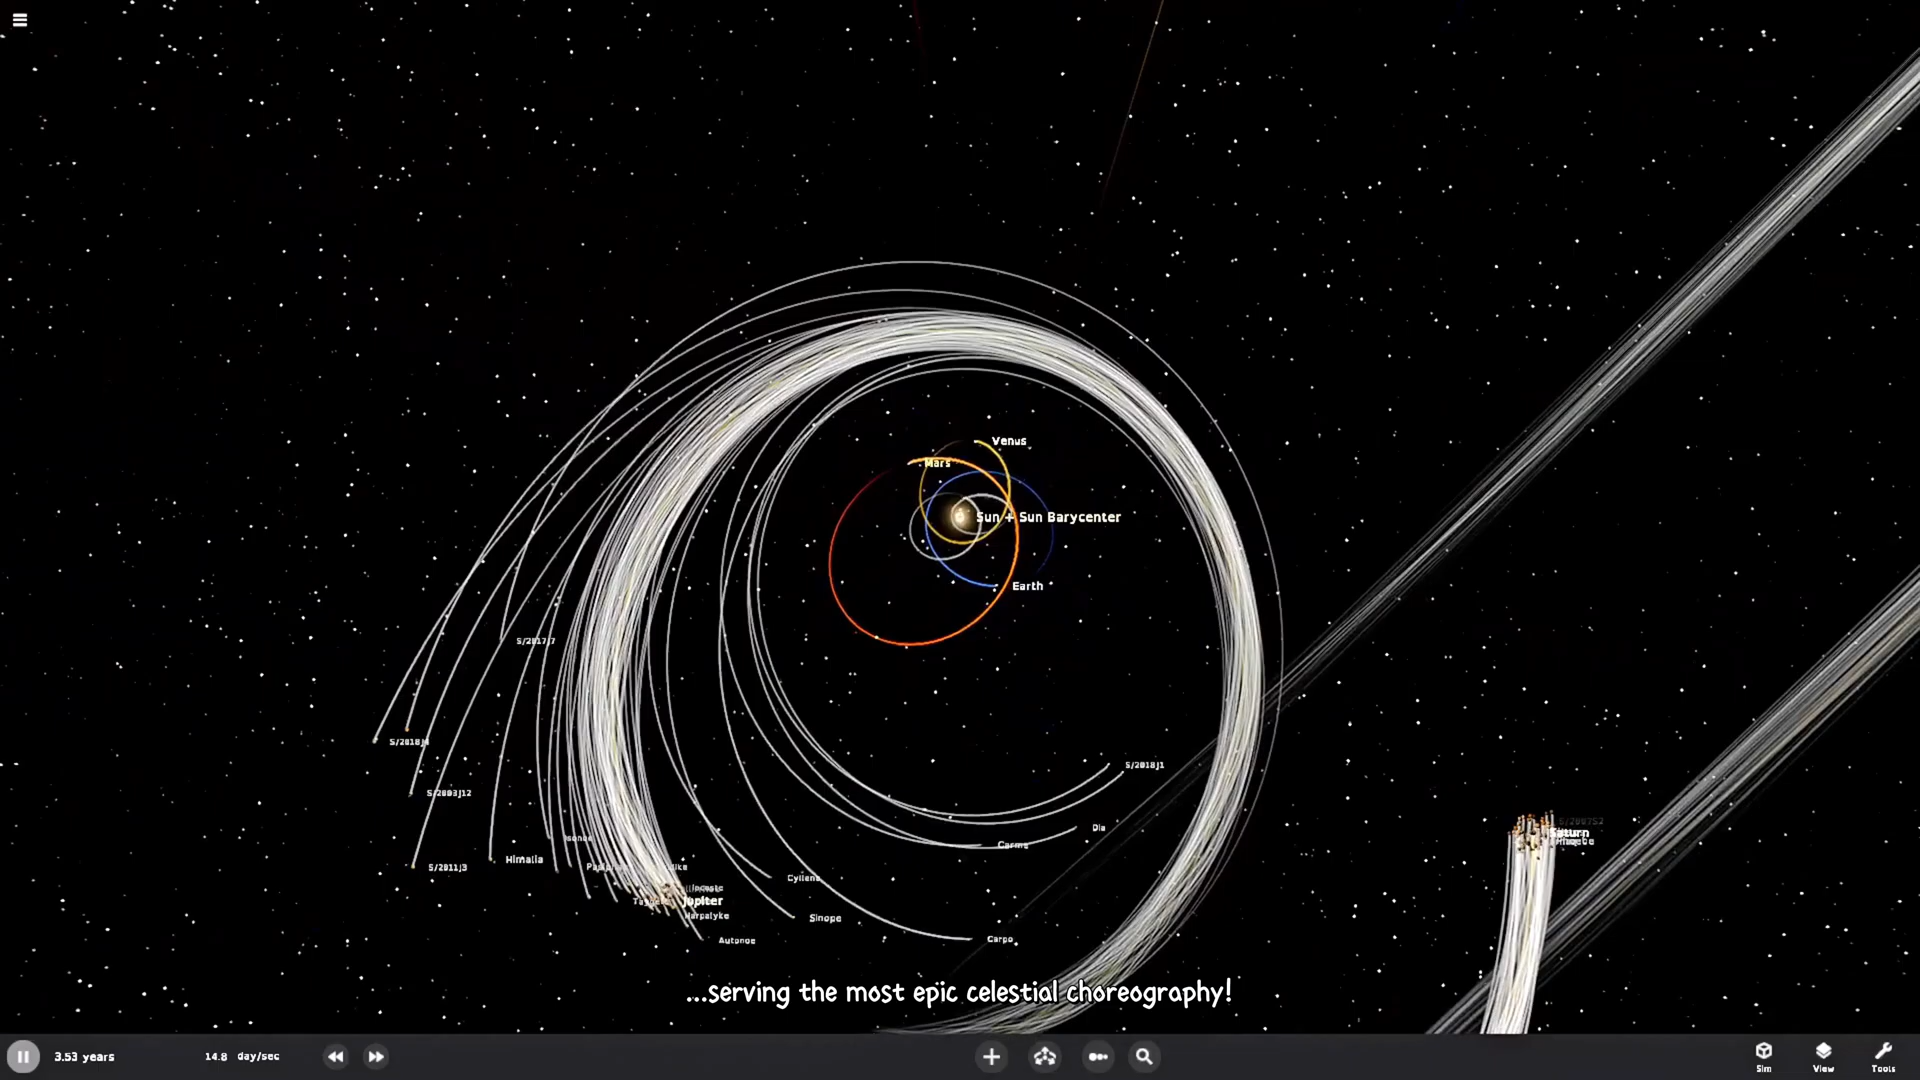 Venus
Mars
Sun + Sun Barycenter
Earth
S/2017J7
S/2018J1
S/2003J12
Dia
Carme
Himalia
S/2011J3
Cyllene
Jupiter
Harpalyke
Sinope
Autonoe
Carpo
Saturn
...serving the most epic celestial choreography!
3.53 years
14.8 day/sec
Sim
View
Tools